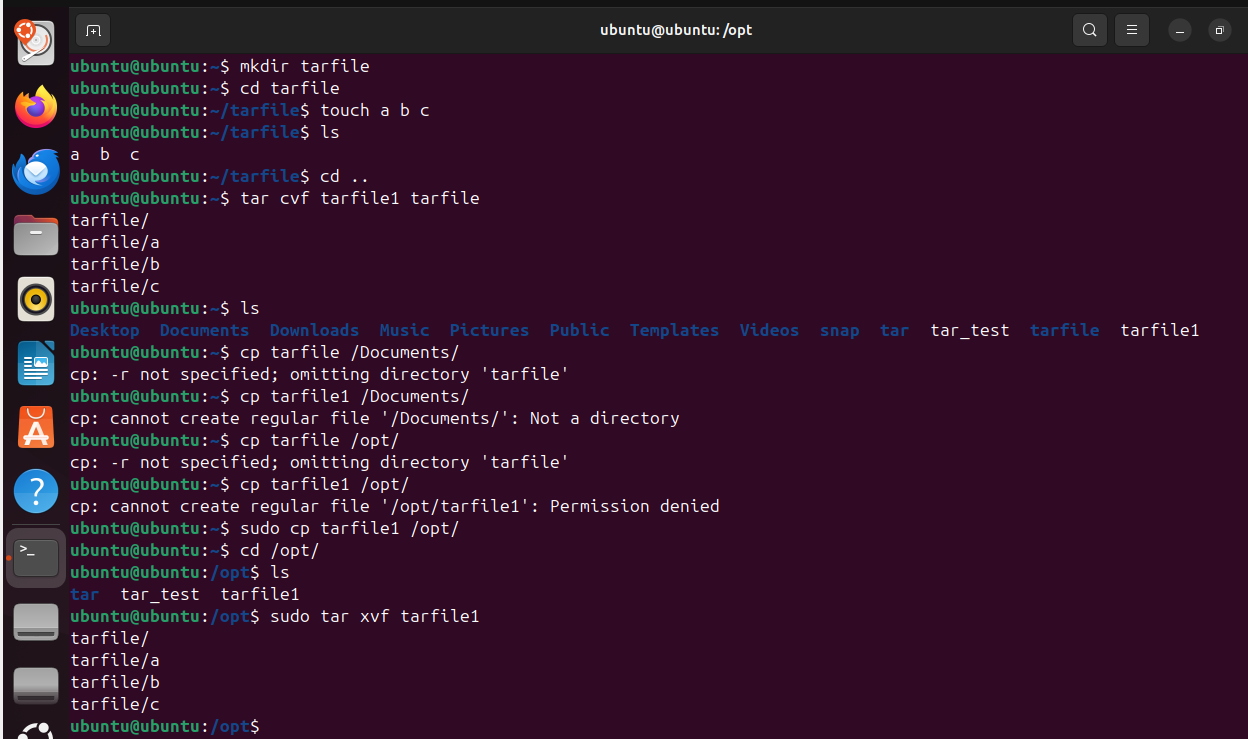 ubuntu@ubuntu: /opt
ubuntu@ubuntu:~$ mkdir tarfile
ubuntu@ubuntu:~$ cd tarfile
ubuntu@ubuntu:~/tarfile$ touch a b c
ubuntu@ubuntu:~/tarfile$ ls
a  b  c
ubuntu@ubuntu:~/tarfile$ cd ..
ubuntu@ubuntu:~$ tar cvf tarfile1 tarfile
tarfile/
tarfile/a
tarfile/b
tarfile/c
ubuntu@ubuntu:~$ ls
Desktop  Documents  Downloads  Music  Pictures  Public  Templates  Videos  snap  tar  tar_test  tarfile  tarfile1
ubuntu@ubuntu:~$ cp tarfile /Documents/
cp: -r not specified; omitting directory 'tarfile'
ubuntu@ubuntu:~$ cp tarfile1 /Documents/
cp: cannot create regular file '/Documents/': Not a directory
ubuntu@ubuntu:~$ cp tarfile /opt/
cp: -r not specified; omitting directory 'tarfile'
ubuntu@ubuntu:~$ cp tarfile1 /opt/
cp: cannot create regular file '/opt/tarfile1': Permission denied
ubuntu@ubuntu:~$ sudo cp tarfile1 /opt/
ubuntu@ubuntu:~$ cd /opt/
ubuntu@ubuntu:/opt$ ls
tar  tar_test  tarfile1
ubuntu@ubuntu:/opt$ sudo tar xvf tarfile1
tarfile/
tarfile/a
tarfile/b
tarfile/c
ubuntu@ubuntu:/opt$